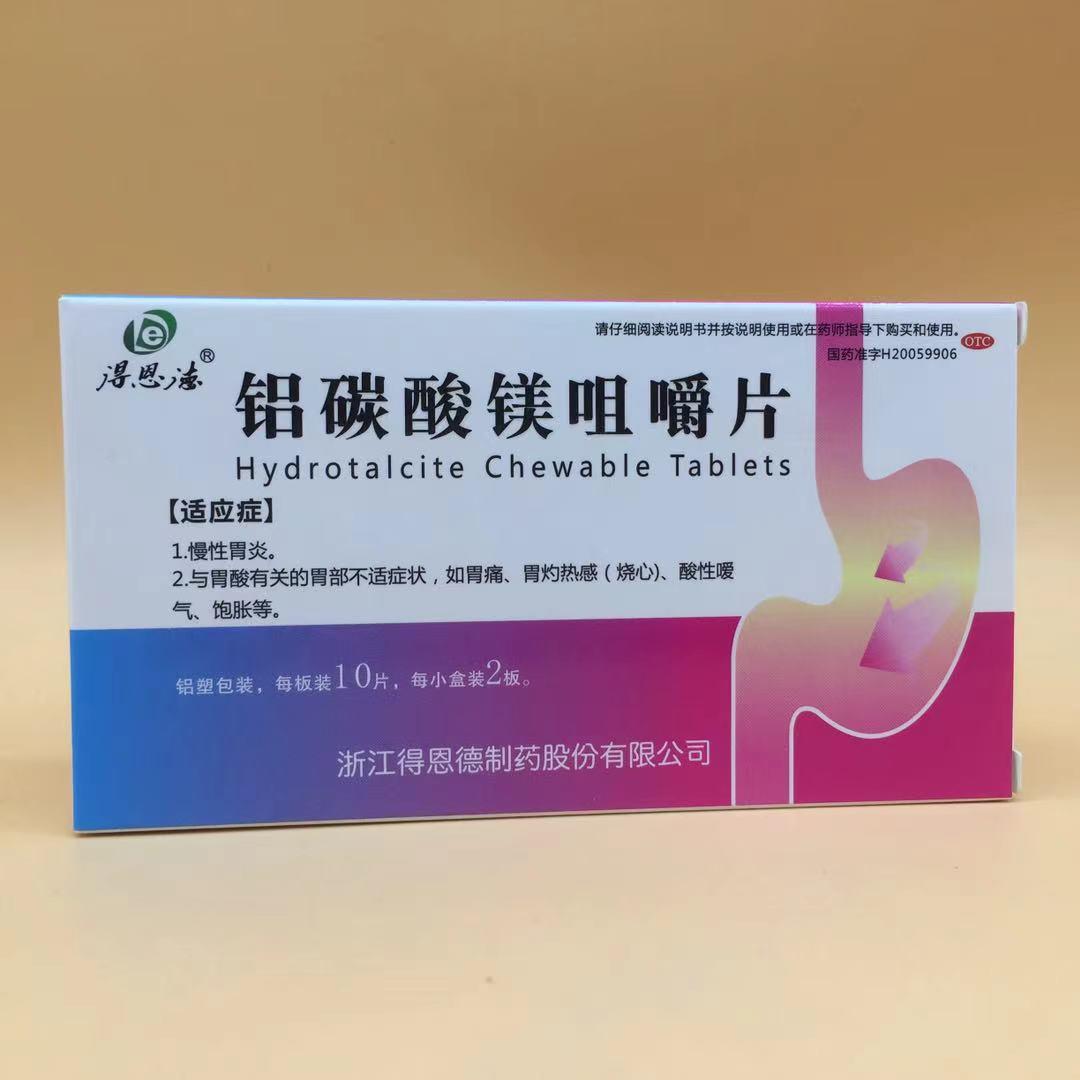 请仔细阅读说明书并按说明使用或在药师指导下购买和使用。
OTC
国药准字H20059906
得恩德®
铝碳酸镁咀嚼片
Hydrotalcite Chewable Tablets
【适应症】
1.慢性胃炎。
2.与胃酸有关的胃部不适症状，如胃痛、胃灼热感（烧心)、酸性嗳
气、饱胀等。
铝塑包装，每板装10片，每小盒装2板。
浙江得恩德制药股份有限公司